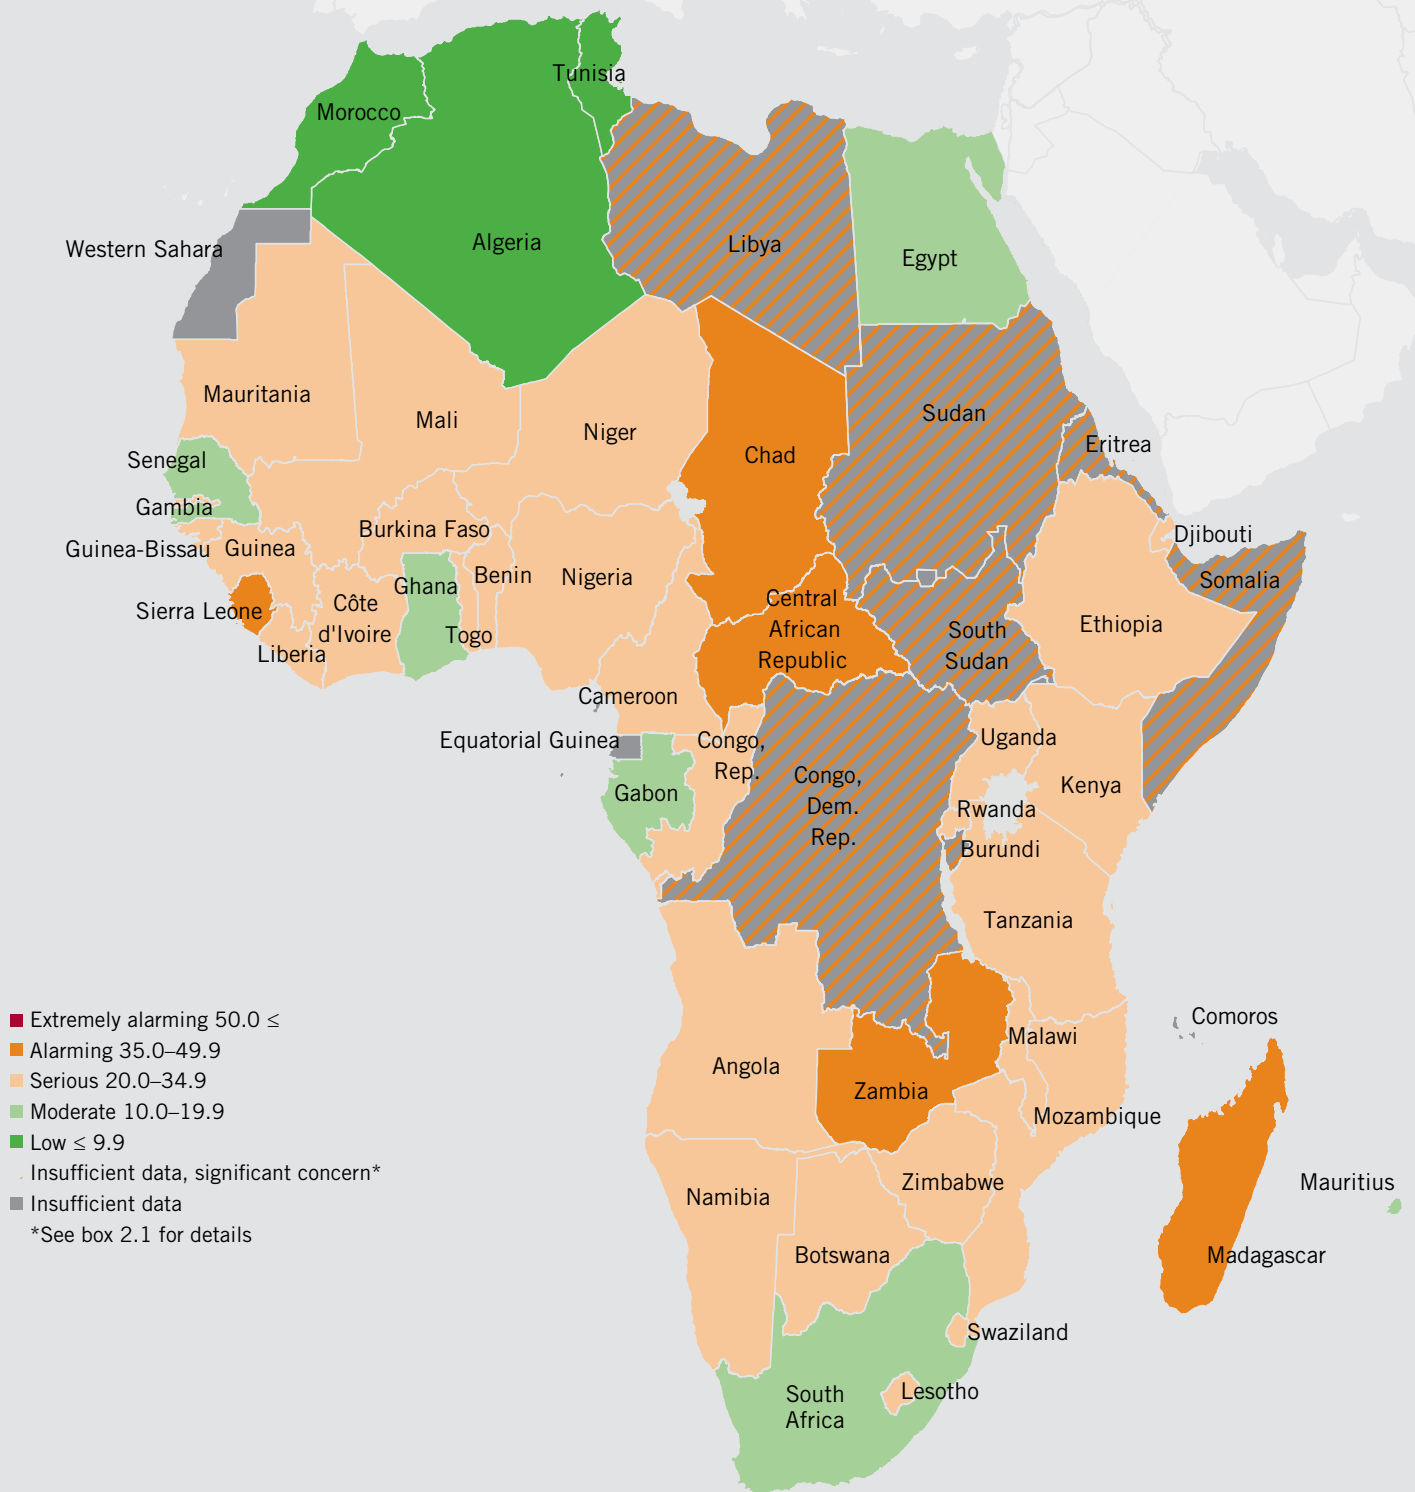 Tunisia
Morocco
Algeria
Western Sahara
Libya
Egypt
Mauritania
Mali
Niger
Chad
Sudan
Eritrea
Senegal
Gambia
Burkina Faso
Djibouti
Guinea-Bissau
Guinea
Benin
Nigeria
Somalia
Ghana
Sierra Leone
Côte
d'Ivoire
Togo
Central
African
Republic
South
Sudan
Ethiopia
Liberia
Cameroon
Equatorial Guinea
Congo,
Rep.
Uganda
Gabon
Congo,
Dem.
Rep.
Kenya
Rwanda
Burundi
Tanzania
Comoros
Malawi
Angola
Zambia
Mozambique
Zimbabwe
Mauritius
Namibia
Botswana
Madagascar
Swaziland
South
Africa
Lesotho
Extremely alarming 50.0 ≤
Alarming 35.0–49.9
Serious 20.0–34.9
Moderate 10.0–19.9
Low ≤ 9.9
Insufficient data, significant concern*
Insufficient data
*See box 2.1 for details